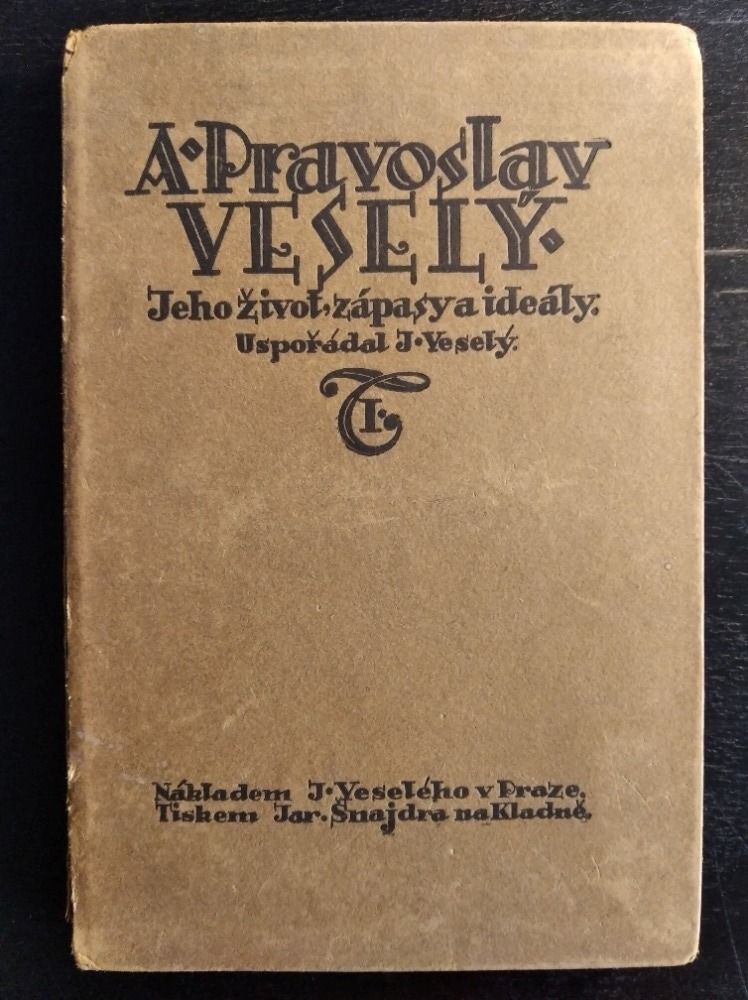 A·Pravoslav
VESELÝ.
Jeho život, zápasy a ideály.
Uspořádal J·Veselý.
T I.
Nákladem J·Veselého v Praze.
Tiskem Jar. Šnajdra na Kladně.